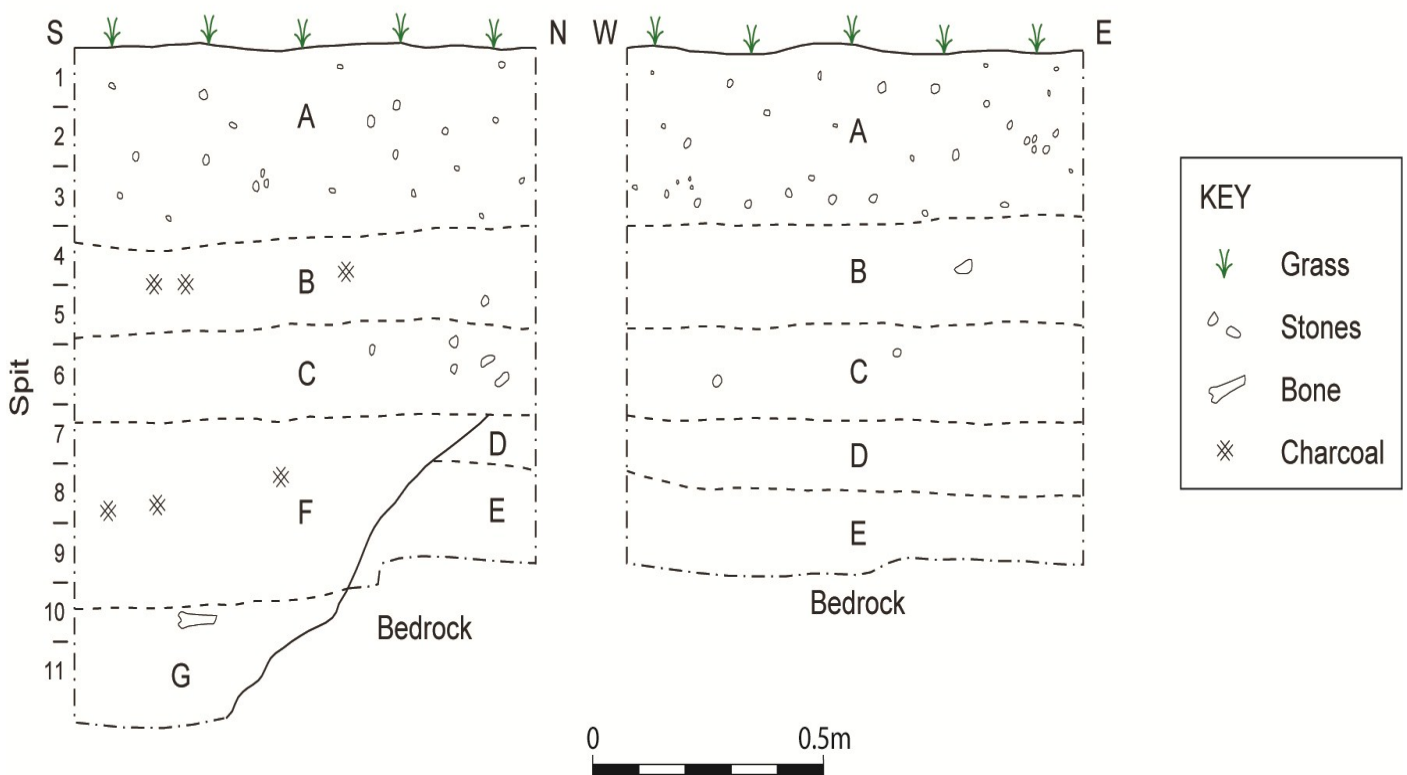 S
N
W
E
1
2
3
4
5
6
7
8
9
10
11
Spit
A
B
C
D
E
F
G
Bedrock
A
B
C
D
E
Bedrock
KEY
Grass
Stones
Bone
Charcoal
0 0.5m